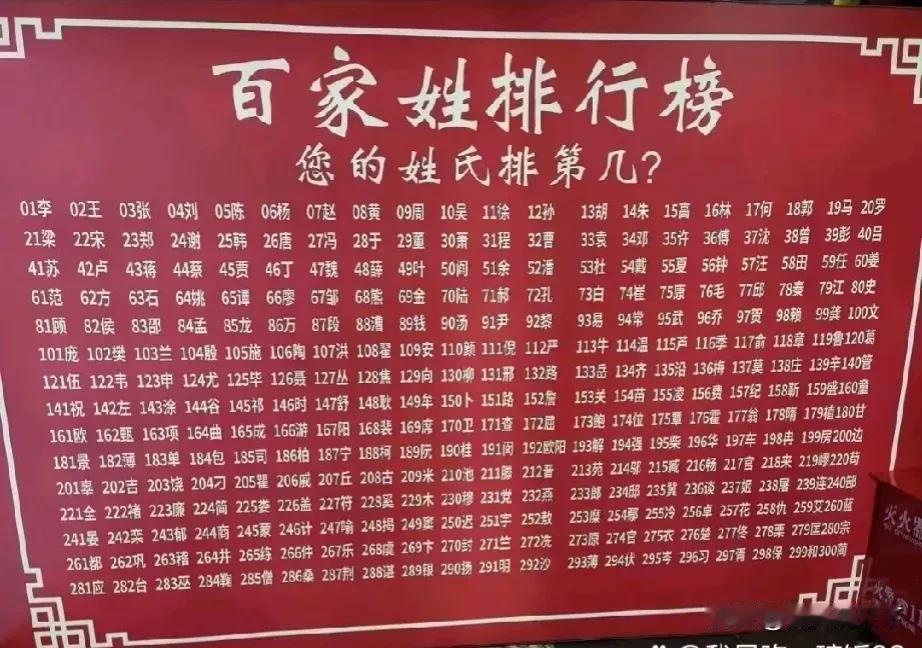 百家姓排行榜
您的姓氏排第几?
01李 02王 03张 04刘 05陈 06杨 07赵 08黄 09周 10吴 11徐 12孙 13胡 14朱 15高 16林 17何 18郭 19马 20罗
21梁 22宋 23郑 24谢 25韩 26唐 27冯 28于 29董 30萧 31程 32曹 33袁 34邓 35许 36傅 37沈 38曾 39彭 40吕
41苏 42卢 43蒋 44蔡 45贾 46丁 47魏 48薛 49叶 50阎 51余 52潘 53杜 54戴 55夏 56钟 57汪 58田 59任 60姜
61范 62方 63石 64姚 65谭 66廖 67邹 68熊 69金 70陆 71郝 72孔 73白 74崔 75康 76毛 77邱 78秦 79江 80史
81顾 82侯 83邵 84孟 85龙 86万 87段 88漕 89钱 90汤 91尹 92黎 93易 94常 95武 96乔 97贺 98赖 99龚 100文
101庞 102樊 103兰 104殷 105施 106陶 107洪 108翟 109安 110颜 111倪 112严 113牛 114温 115芦 116季 117俞 118章 119鲁 120葛
121伍 122韦 123申 124尤 125毕 126聂 127丛 128焦 129向 130柳 131邢 132路 133岳 134齐 135沿 136梅 137莫 138庄 139辛 140管
141祝 142左 143涂 144谷 145祁 146时 147舒 148耿 149车 150卜 151路 152詹 153关 154苗 155凌 156费 157纪 158靳 159盛 160童
161欧 162甄 163项 164曲 165成 166游 167阳 168裴 169席 170卫 171查 172屈 173鲍 174位 175覃 176霍 177翁 178隋 179植 180甘
181景 182薄 183单 184包 185司 186柏 187宁 188柯 189阮 190桂 191闵 192欧阳 193解 194强 195柴 196华 197车 198冉 199房 200边
201辜 202吉 203饶 204刁 205瞿 206戚 207丘 208古 209米 210池 211滕 212晋 213苑 214邬 215臧 216畅 217宫 218来 219嵺 220苟
221全 222褚 223廉 224简 225娄 226盖 227符 228奚 229木 230穆 231党 232燕 233郎 234邸 235冀 236谈 237姬 238屠 239连 240郜
241晏 242栾 243郁 244商 245蒙 246计 247喻 248揭 249窦 250迟 251宇 252敖 253糜 254鄢 255冷 256卓 257花 258仇 259艾 260蓝
261都 262巩 263稽 264井 265练 266仲 267乐 268虞 269卞 270封 271竺 272冼 273原 274官 275衣 276楚 277佟 278栗 279匡 280宗
281应 282台 283巫 284鞠 285僧 286桑 287荆 288谌 289银 290扬 291明 292沙 293薄 294伏 295岑 296习 297胥 298保 299和 300蔺